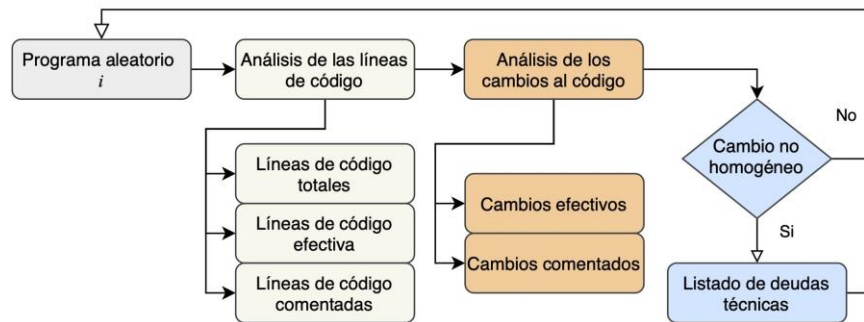 Programa aleatorio
i
Análisis de las líneas
de código
Análisis de los
cambios al código
Líneas de código
totales
Líneas de código
efectiva
Líneas de código
comentadas
Cambios efectivos
Cambios comentados
Cambio no
homogéneo
No
Si
Listado de deudas
técnicas